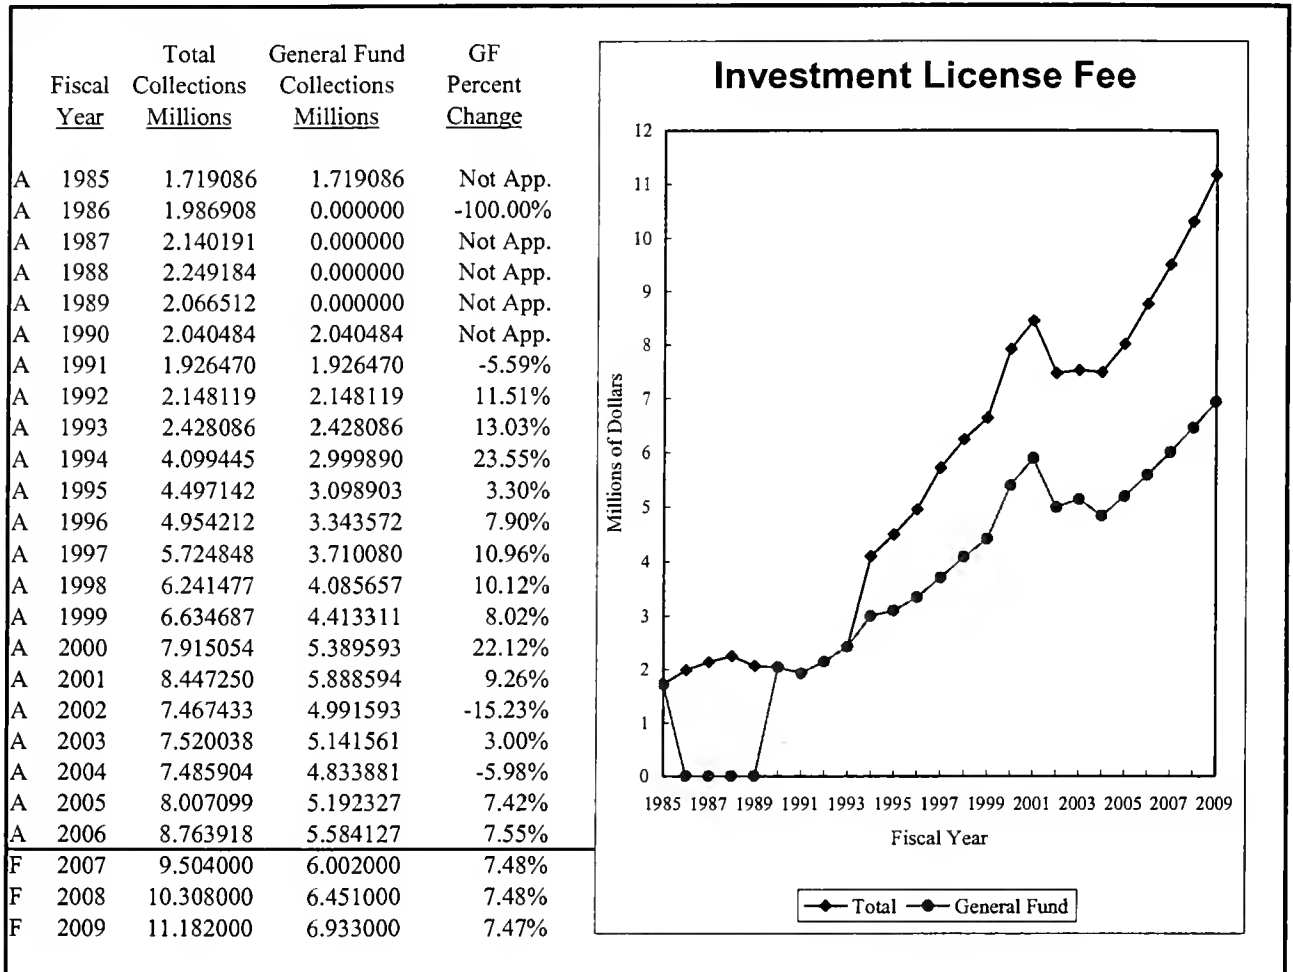 Total General Fund GF
Fiscal Collections Collections Percent
Year Millions Millions Change
A 1985 1.719086 1.719086 Not App.
A 1986 1.986908 0.000000 -100.00%
A 1987 2.140191 0.000000 Not App.
A 1988 2.249184 0.000000 Not App.
A 1989 2.066512 0.000000 Not App.
A 1990 2.040484 2.040484 Not App.
A 1991 1.926470 1.926470 -5.59%
A 1992 2.148119 2.148119 11.51%
A 1993 2.428086 2.428086 13.03%
A 1994 4.099445 2.999890 23.55%
A 1995 4.497142 3.098903 3.30%
A 1996 4.954212 3.343572 7.90%
A 1997 5.724848 3.710080 10.96%
A 1998 6.241477 4.085657 10.12%
A 1999 6.634687 4.413311 8.02%
A 2000 7.915054 5.389593 22.12%
A 2001 8.447250 5.888594 9.26%
A 2002 7.467433 4.991593 -15.23%
A 2003 7.520038 5.141561 3.00%
A 2004 7.485904 4.833881 -5.98%
A 2005 8.007099 5.192327 7.42%
A 2006 8.763918 5.584127 7.55%
F 2007 9.504000 6.002000 7.48%
F 2008 10.308000 6.451000 7.48%
F 2009 11.182000 6.933000 7.47%
Investment License Fee
12
11
10
9
8
7
6
5
4
3
2
1
0
Millions of Dollars
1985 1987 1989 1991 1993 1995 1997 1999 2001 2003 2005 2007 2009
Fiscal Year
Total General Fund